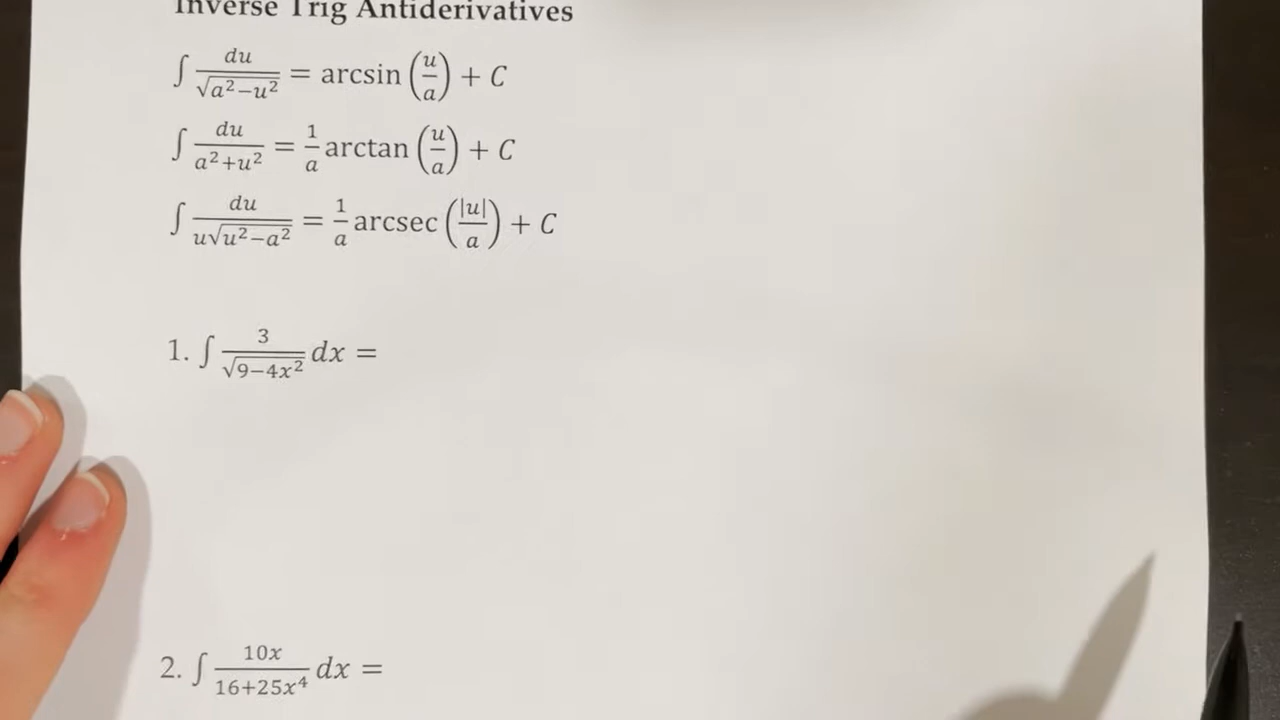 Inverse Trig Antiderivatives
∫ du/√(a²−u²) = arcsin (u/a) + C
∫ du/(a²+u²) = 1/a arctan (u/a) + C
∫ du/(u√(u²−a²)) = 1/a arcsec (|u|/a) + C
1. ∫ 3/√(9−4x²) dx =
2. ∫ 10x/(16+25x⁴) dx =